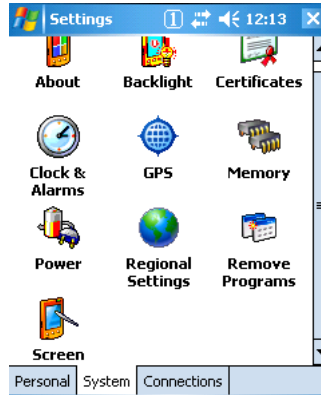 Settings 1 12:13
About Backlight Certificates
Clock & GPS Memory
Alarms
Power Regional Remove
Settings Programs
Screen
Personal System Connections